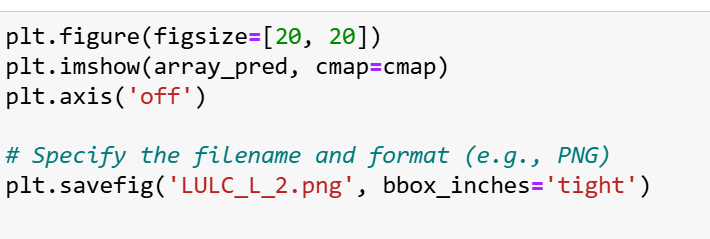 plt.figure(figsize=[20, 20])
plt.imshow(array_pred, cmap=cmap)
plt.axis('off')
# Specify the filename and format (e.g., PNG)
plt.savefig('LULC_L_2.png', bbox_inches='tight')